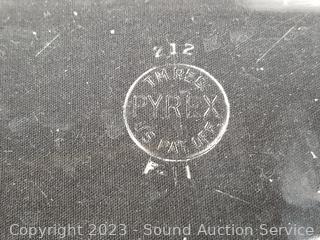 212
T.M. REG.
PYREX
U.S. PAT. OFF.
F-11
Copyright 2023 - Sound Auction Service